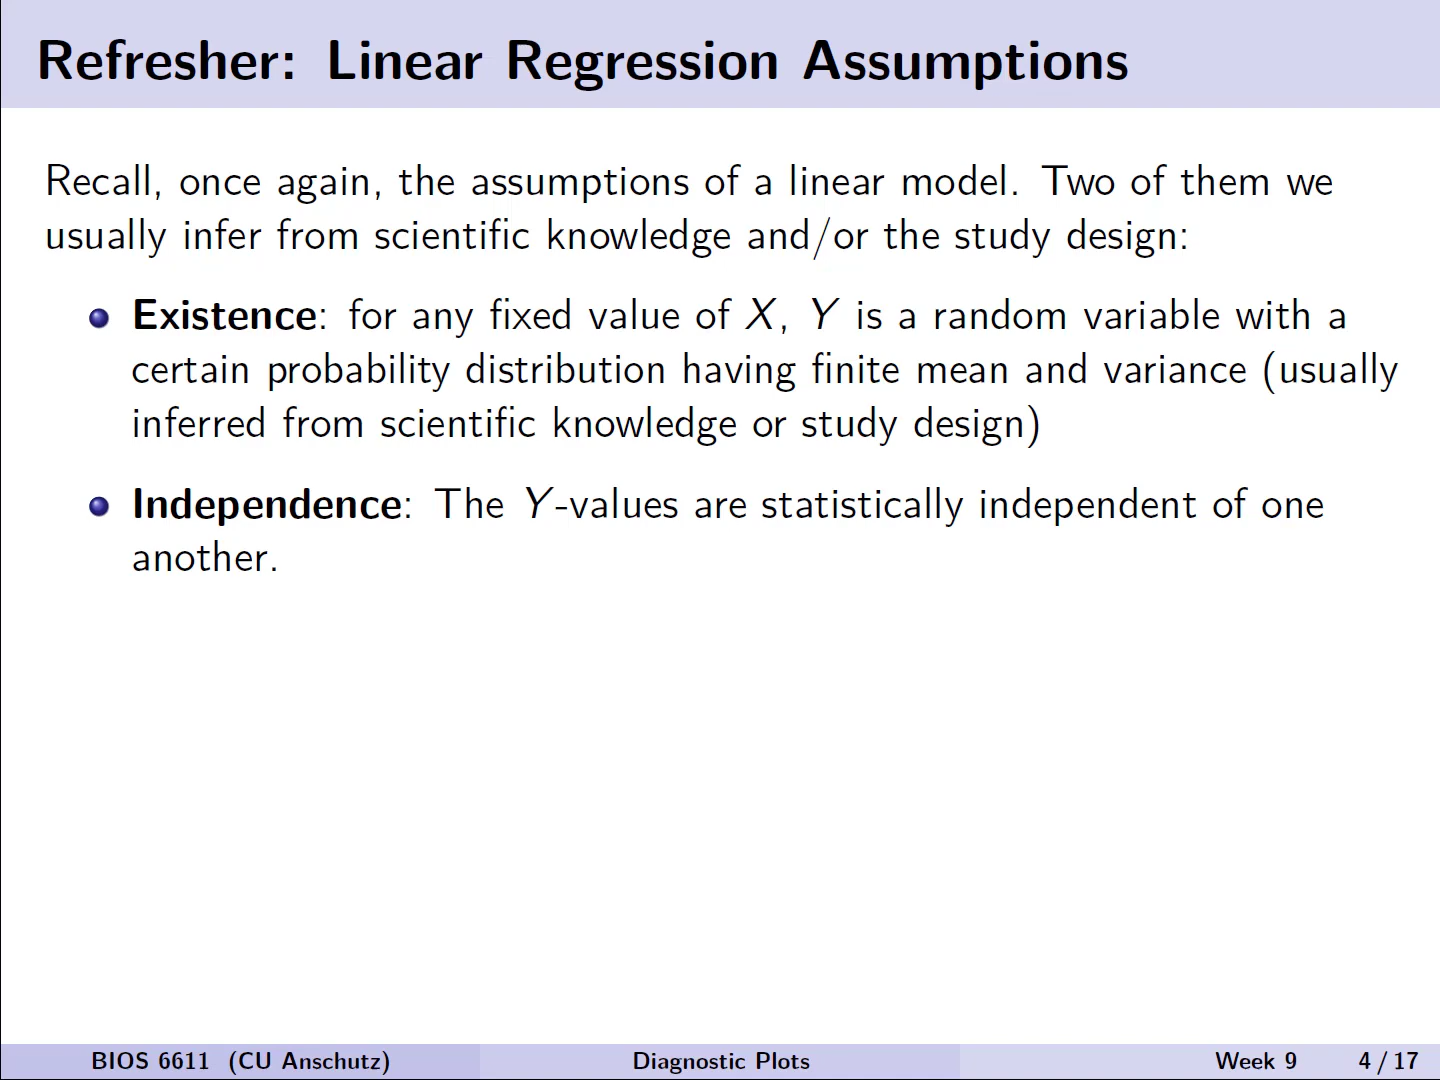 Refresher: Linear Regression Assumptions
Recall, once again, the assumptions of a linear model. Two of them we
usually infer from scientific knowledge and/or the study design:
Existence: for any fixed value of X, Y is a random variable with a
certain probability distribution having finite mean and variance (usually
inferred from scientific knowledge or study design)
Independence: The Y-values are statistically independent of one
another.
BIOS 6611 (CU Anschutz)
Diagnostic Plots
Week 9
4 / 17